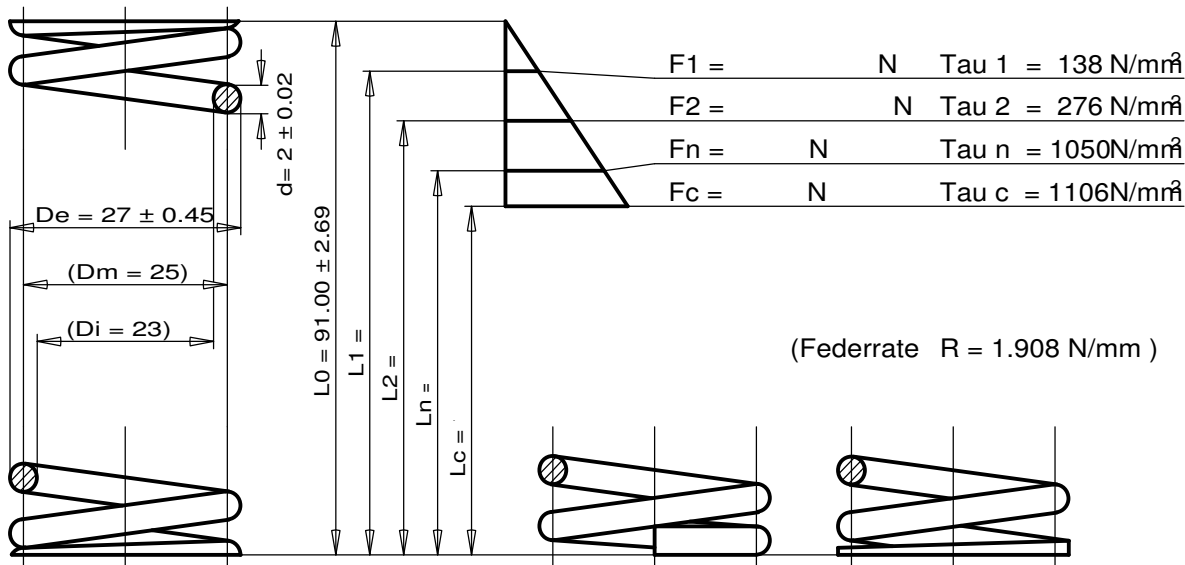 F1 = N Tau 1 = 138 N/mm²
F2 = N Tau 2 = 276 N/mm²
Fn = N Tau n = 1050N/mm²
Fc = N Tau c = 1106N/mm²
d= 2 ± 0.02
De = 27 ± 0.45
(Dm = 25)
(Di = 23)
L0 = 91.00 ± 2.69
L1 =
L2 =
Ln =
Lc =
(Federrate R = 1.908 N/mm )